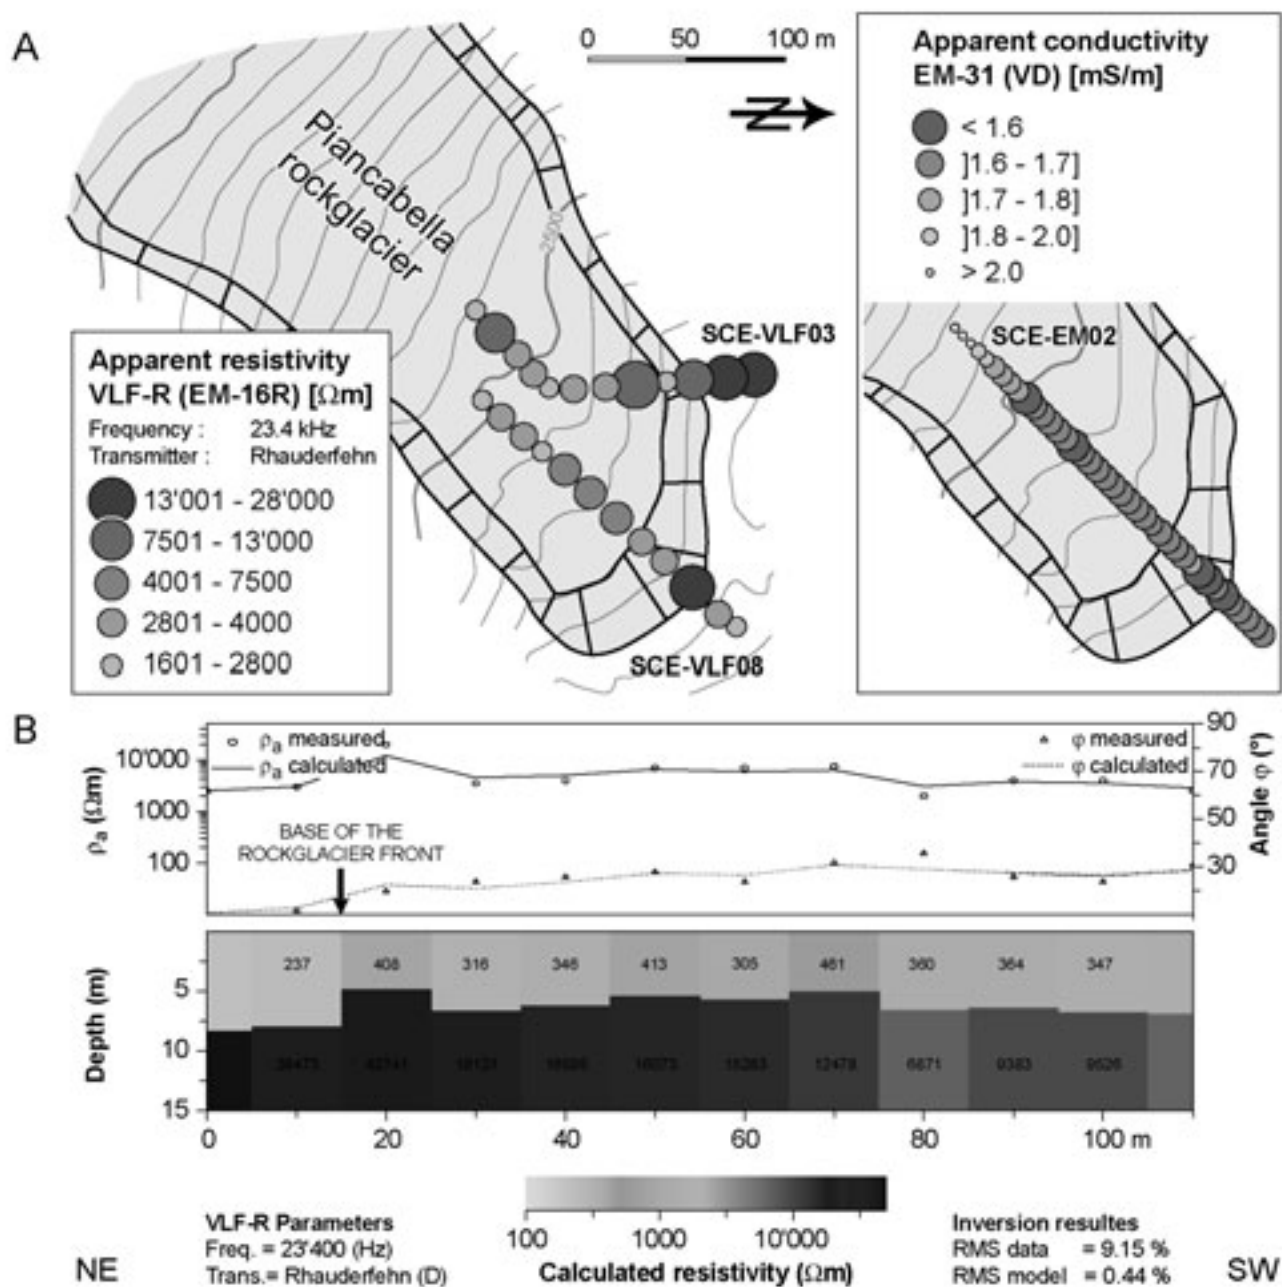 A
0 50 100 m
N
Piancabella
rockglacier
2500
SCE-VLF03
SCE-VLF08
Apparent resistivity
VLF-R (EM-16R) [Ωm]
Frequency : 23.4 kHz
Transmitter : Rhauderfehn
13'001 - 28'000
7501 - 13'000
4001 - 7500
2801 - 4000
1601 - 2800
Apparent conductivity
EM-31 (VD) [mS/m]
< 1.6
]1.6 - 1.7]
]1.7 - 1.8]
]1.8 - 2.0]
> 2.0
SCE-EM02
B
ρa measured
ρa calculated
φ measured
φ calculated
10'000
1000
100
ρa (Ωm)
90
70
50
30
Angle φ (°)
BASE OF THE
ROCKGLACIER FRONT
237 408 316 346 413 305 461 360 364 347
12478 6871 9383 9526
Depth (m)
5
10
15
0 20 40 60 80 100 m
VLF-R Parameters
Freq. = 23'400 (Hz)
Trans.= Rhauderfehn (D)
100 1000 10'000
Calculated resistivity (Ωm)
Inversion resultes
RMS data = 9.15 %
RMS model = 0.44 %
NE
SW